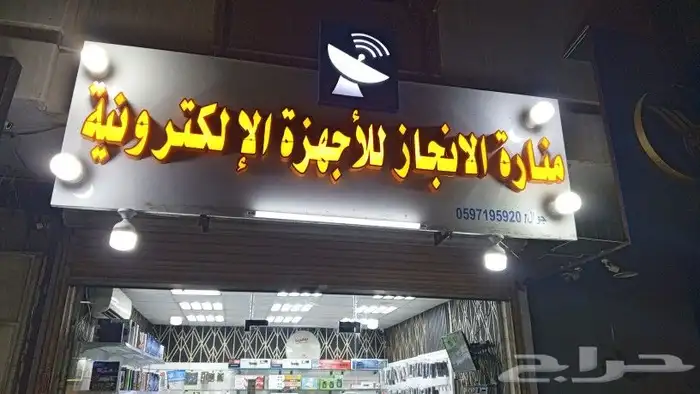 منارة الانجاز للأجهزة الإلكترونية
جوال: 0597195920
حراج